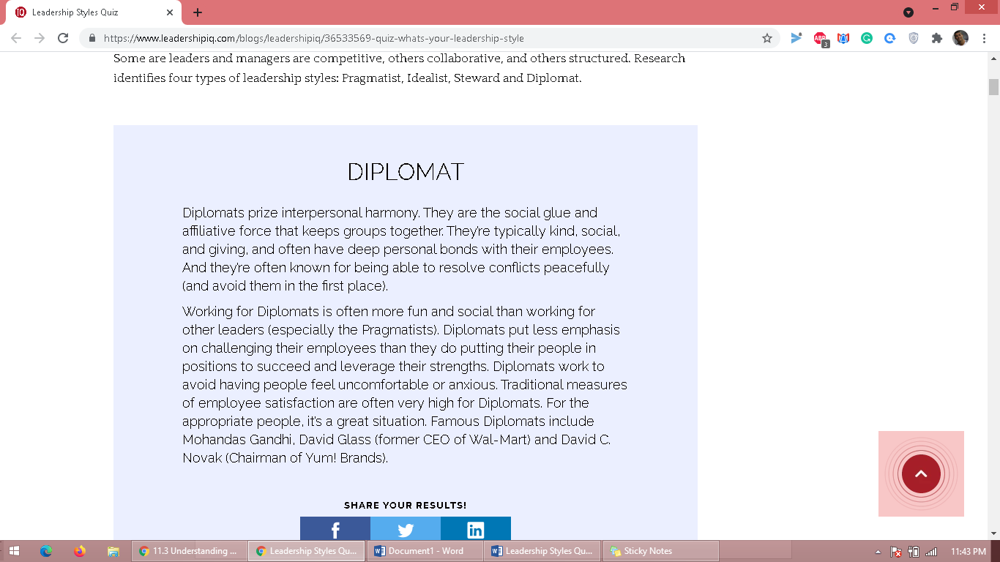 Leadership Styles Quiz
https://www.leadershipiq.com/blogs/leadershipiq/36533569-quiz-whats-your-leadership-style
ABP
3
Some are leaders and managers are competitive, others collaborative, and others structured. Research
identifies four types of leadership styles: Pragmatist, Idealist, Steward and Diplomat.
DIPLOMAT
Diplomats prize interpersonal harmony. They are the social glue and
affiliative force that keeps groups together. They're typically kind, social,
and giving, and often have deep personal bonds with their employees.
And they're often known for being able to resolve conflicts peacefully
(and avoid them in the first place).
Working for Diplomats is often more fun and social than working for
other leaders (especially the Pragmatists). Diplomats put less emphasis
on challenging their employees than they do putting their people in
positions to succeed and leverage their strengths. Diplomats work to
avoid having people feel uncomfortable or anxious. Traditional measures
of employee satisfaction are often very high for Diplomats. For the
appropriate people, it's a great situation. Famous Diplomats include
Mohandas Gandhi, David Glass (former CEO of Wal-Mart) and David C.
Novak (Chairman of Yum! Brands).
SHARE YOUR RESULTS!
11.3 Understanding ...
Leadership Styles Qu...
Document1 - Word
Leadership Styles Qu...
Sticky Notes
11:43 PM